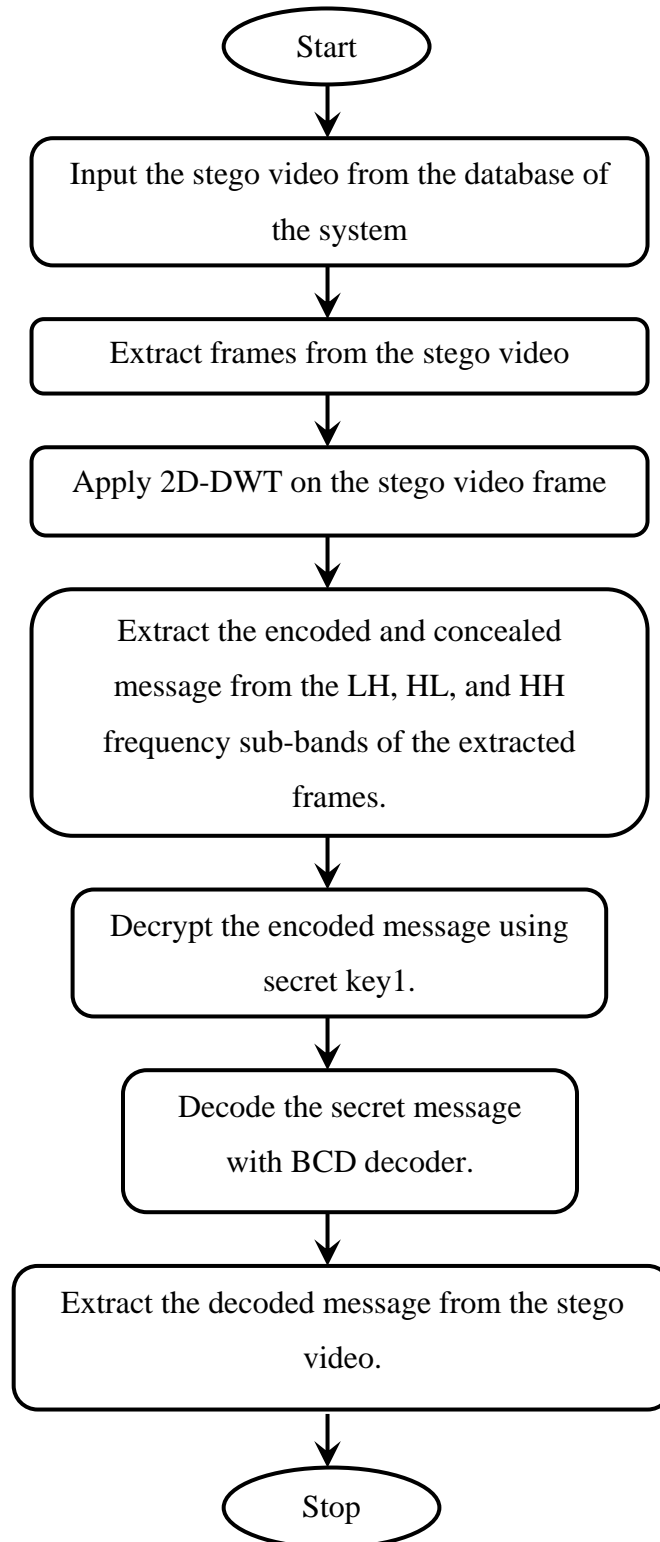 Start
Input the stego video from the database of
the system
Extract frames from the stego video
Apply 2D-DWT on the stego video frame
Extract the encoded and concealed
message from the LH, HL, and HH
frequency sub-bands of the extracted
frames.
Decrypt the encoded message using
secret key1.
Decode the secret message
with BCD decoder.
Extract the decoded message from the stego
video.
Stop